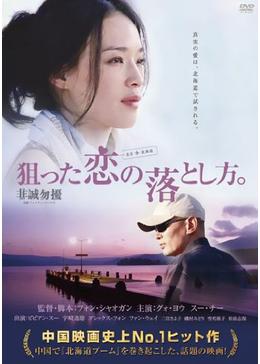 DVD
真実の愛は、北海道で試される。
狙った恋の落とし方。
非誠勿擾
監督・脚本:フォン・シャオガン 主演:グォ・ヨウ スー・チー
中国映画史上No.1ヒット作
中国で「北海道ブーム」を巻き起こした、話題の映画!